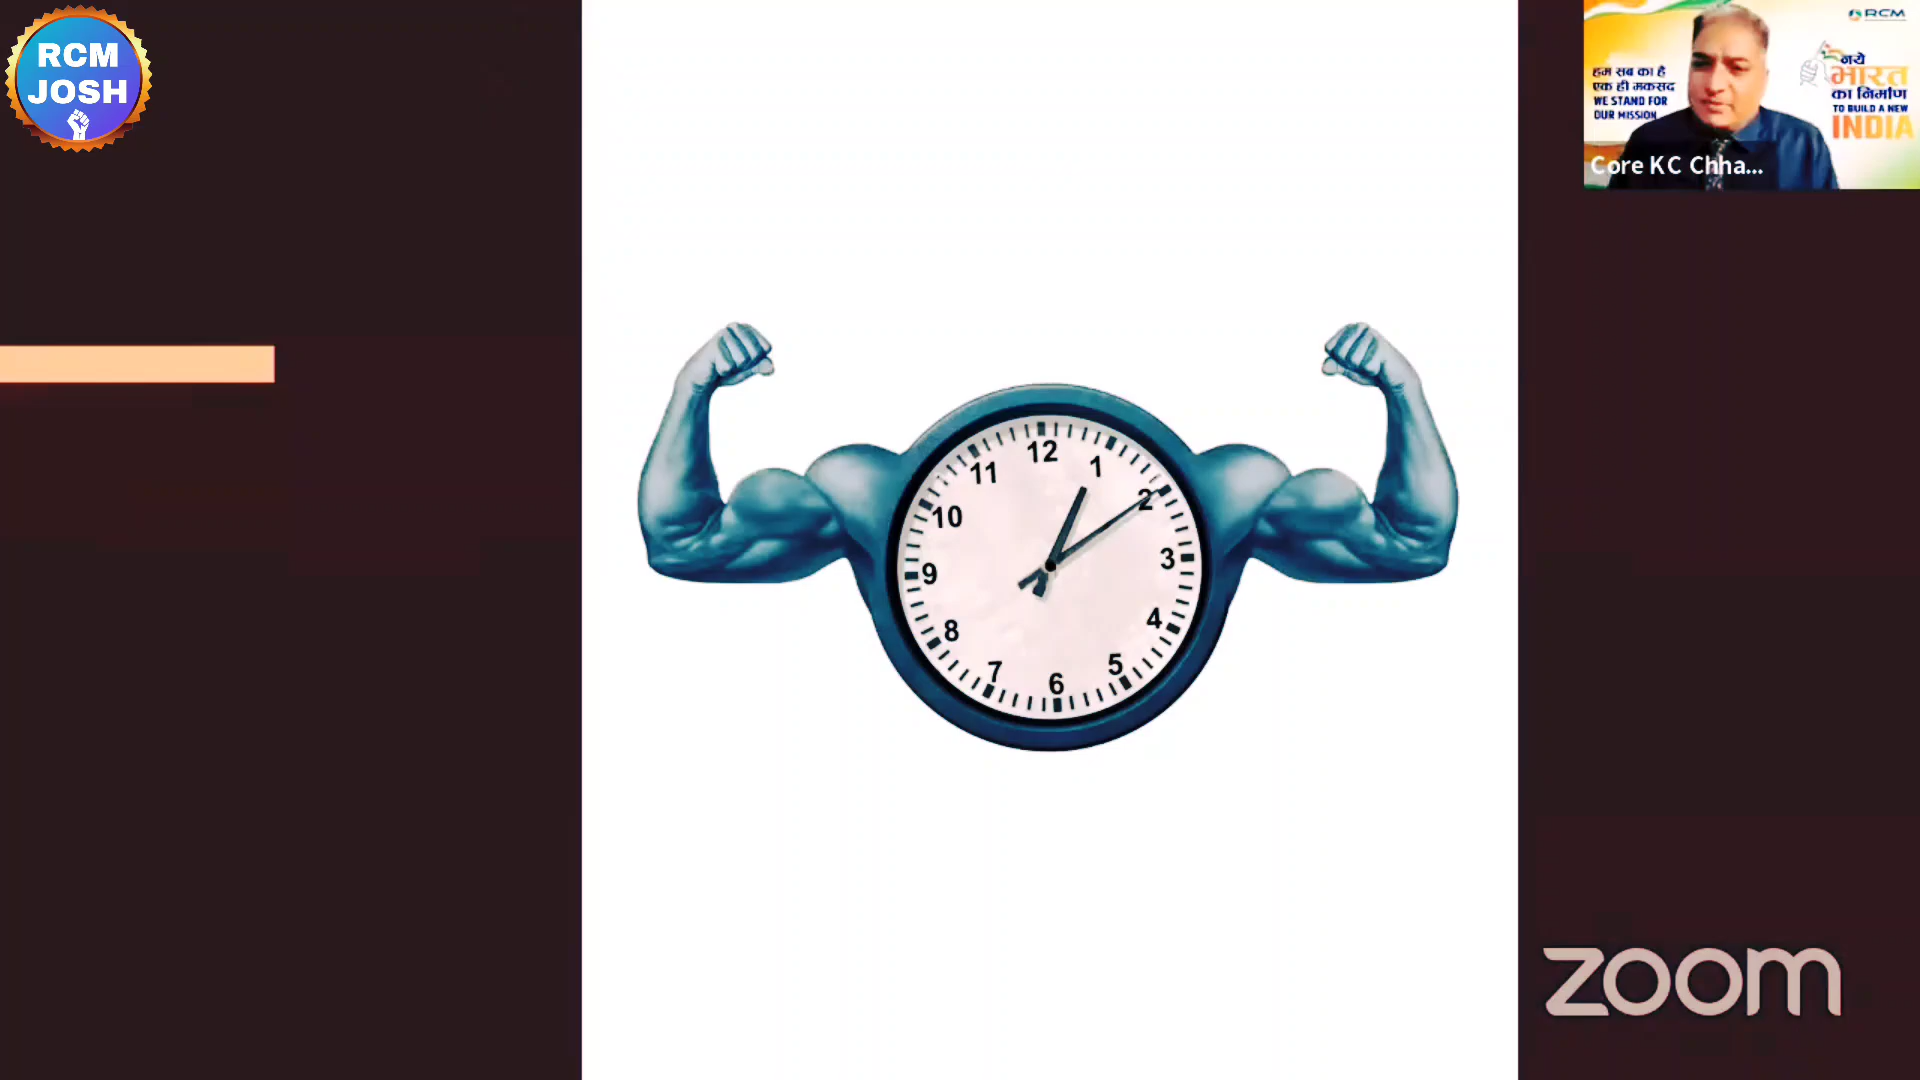 RCM
JOSH
RCM
हम सब का है
एक ही मकसद
WE STAND FOR
OUR MISSION
नये
भारत
का निर्माण
TO BUILD A NEW
INDIA
Core KC Chha...
12
1
2
3
4
5
6
7
8
9
10
11
zoom